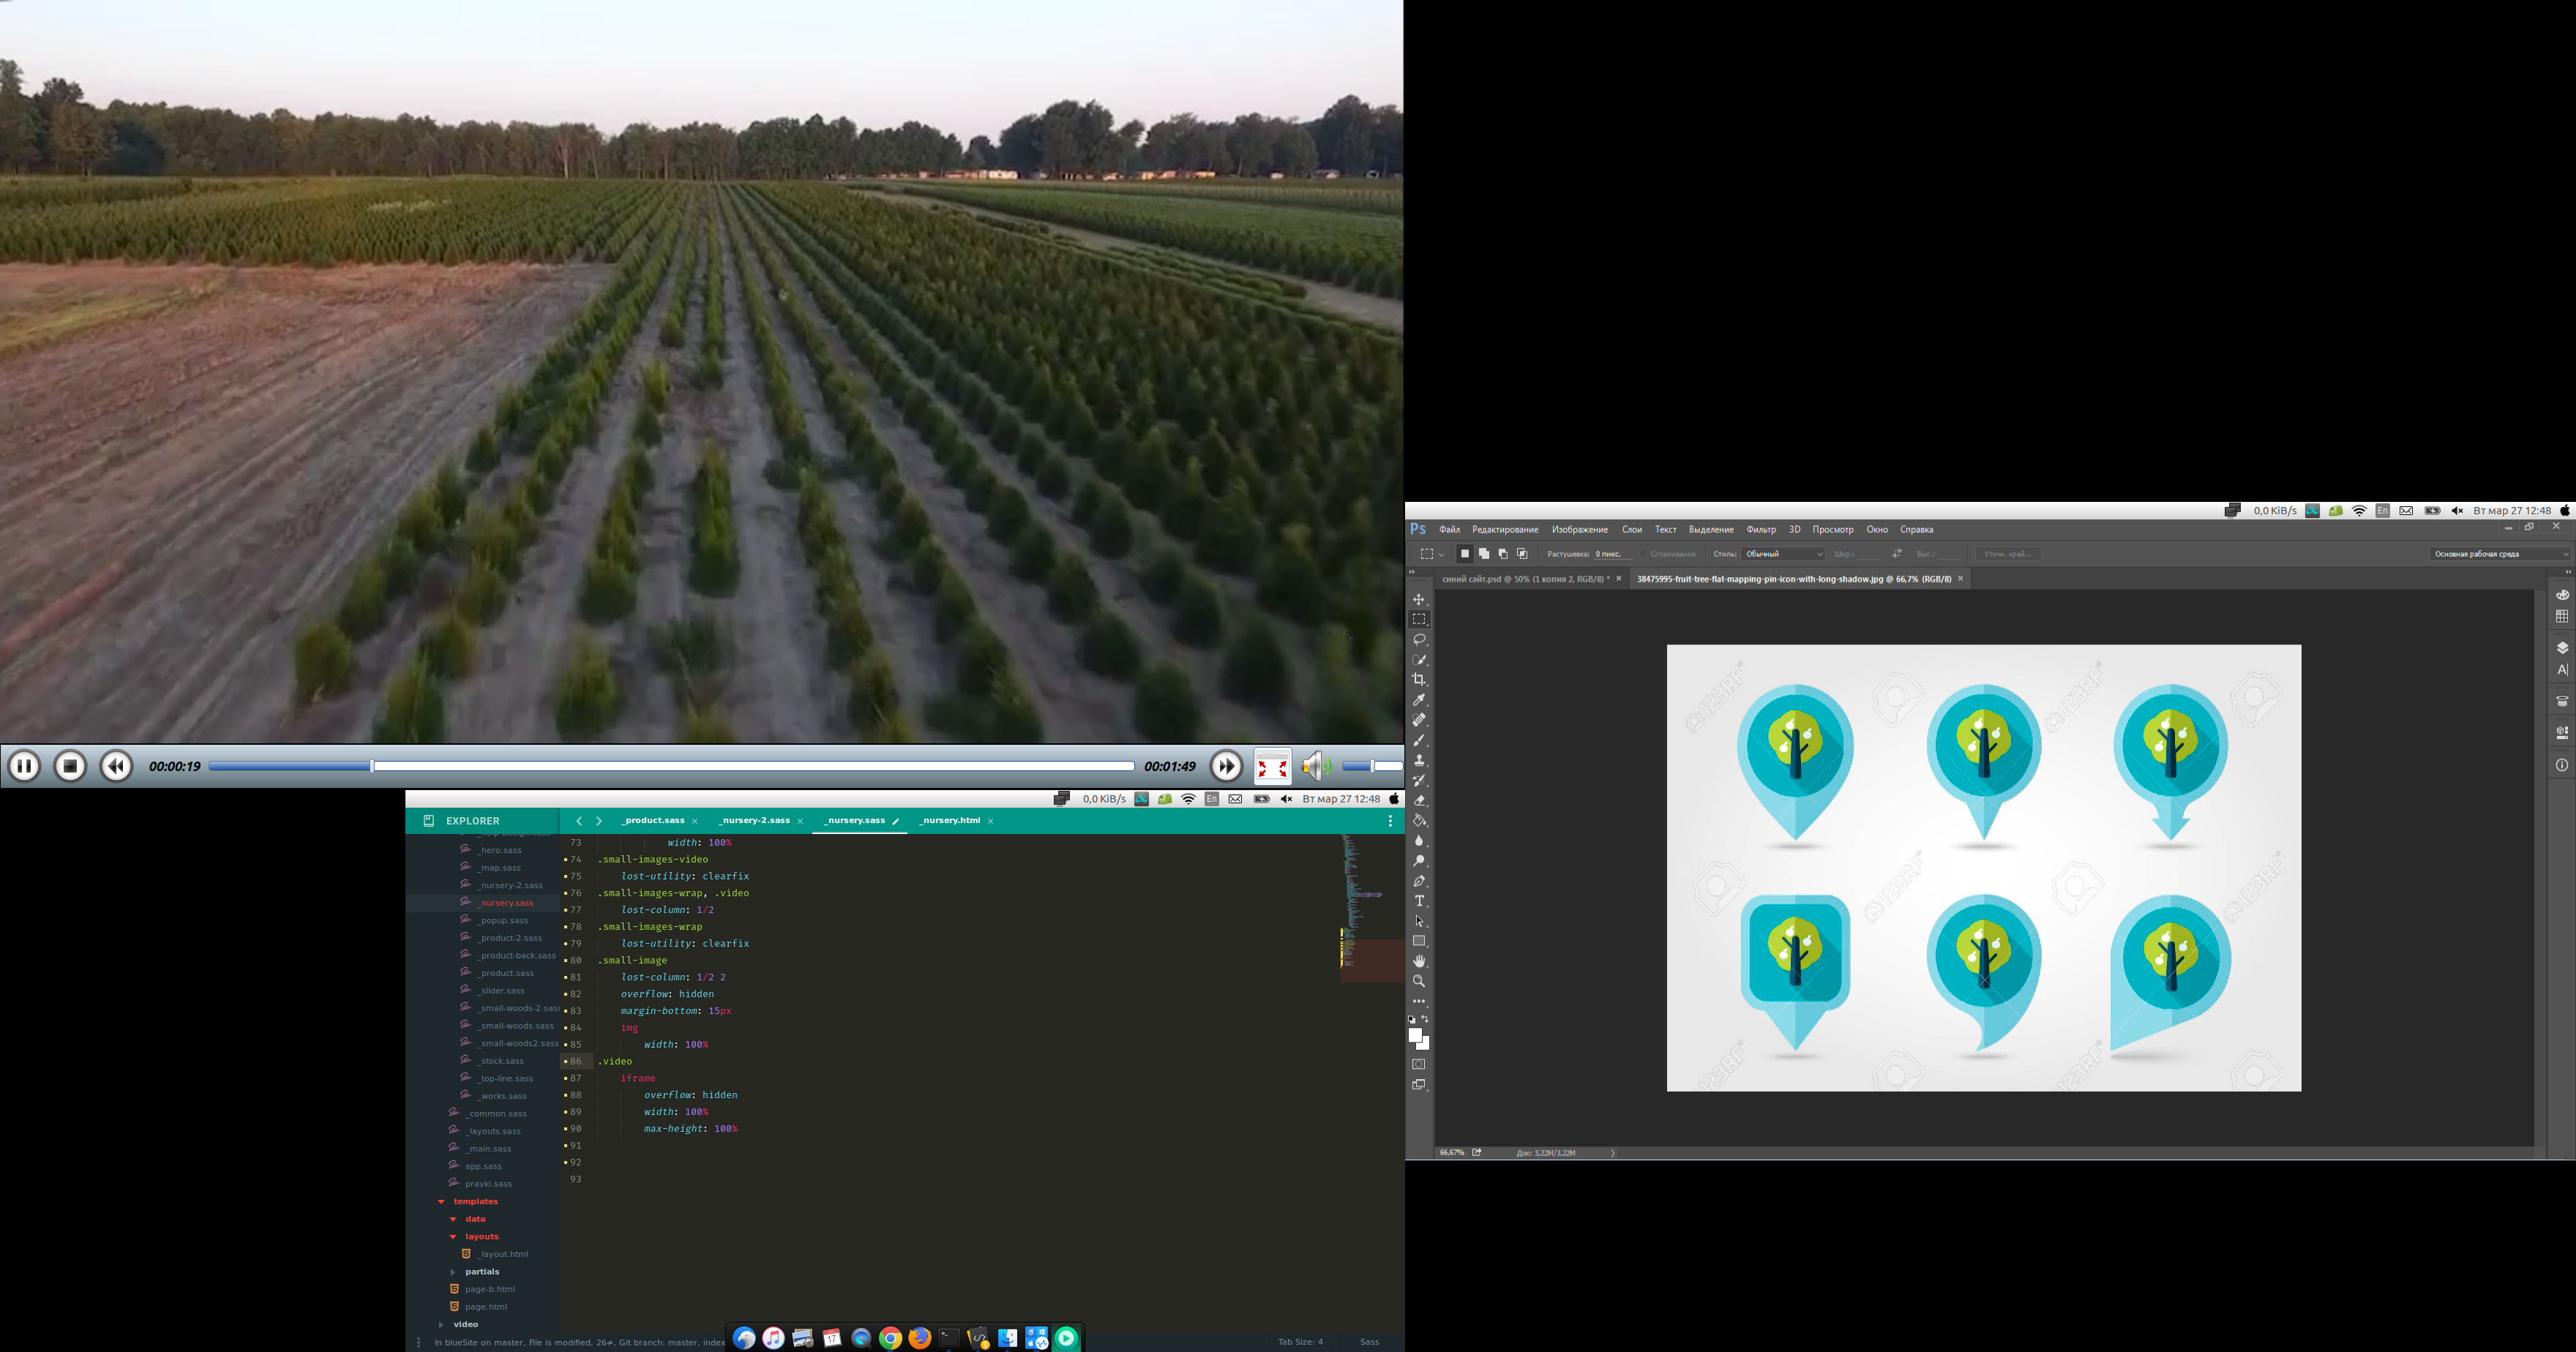 00:00:19
00:01:49
0,0 KiB/s
En
Вт мар 27 12:48
EXPLORER
_product.sass
_nursery-2.sass
_nursery.sass
_nursery.html
_hero.sass
_map.sass
_nursery-2.sass
_nursery.sass
_popup.sass
_product-2.sass
_product-back.sass
_product.sass
_slider.sass
_small-woods-2.sass
_small-woods.sass
_small-woods2.sass
_stock.sass
_top-line.sass
_works.sass
_common.sass
_layouts.sass
_main.sass
app.sass
pravki.sass
templates
data
layouts
_layout.html
partials
page-b.html
page.html
video
73 width: 100%
74 .small-images-video
75 lost-utility: clearfix
76 .small-images-wrap, .video
77 lost-column: 1/2
78 .small-images-wrap
79 lost-utility: clearfix
80 .small-image
81 lost-column: 1/2 2
82 overflow: hidden
83 margin-bottom: 15px
84 img
85 width: 100%
86 .video
87 iframe
88 overflow: hidden
89 width: 100%
90 max-height: 100%
91
92
93
In blueSite on master, File is modified, 26≠, Git branch: master, index
17
Tab Size: 4
Sass
0,0 KiB/s
En
Вт мар 27 12:48
Ps Файл Редактирование Изображение Слои Текст Выделение Фильтр 3D Просмотр Окно Справка
Растушевка: 0 пикс. Сглаживание Стиль: Обычный Шир.: Выс.: Уточн. край... Основная рабочая среда
синий сайт.psd @ 50% (1 копия 2, RGB/8) *
38475995-fruit-tree-flat-mapping-pin-icon-with-long-shadow.jpg @ 66,7% (RGB/8)
123RF
123RF
123RF
123RF
123RF
123RF
123RF
66,67%
Док: 3,22M/3,22M